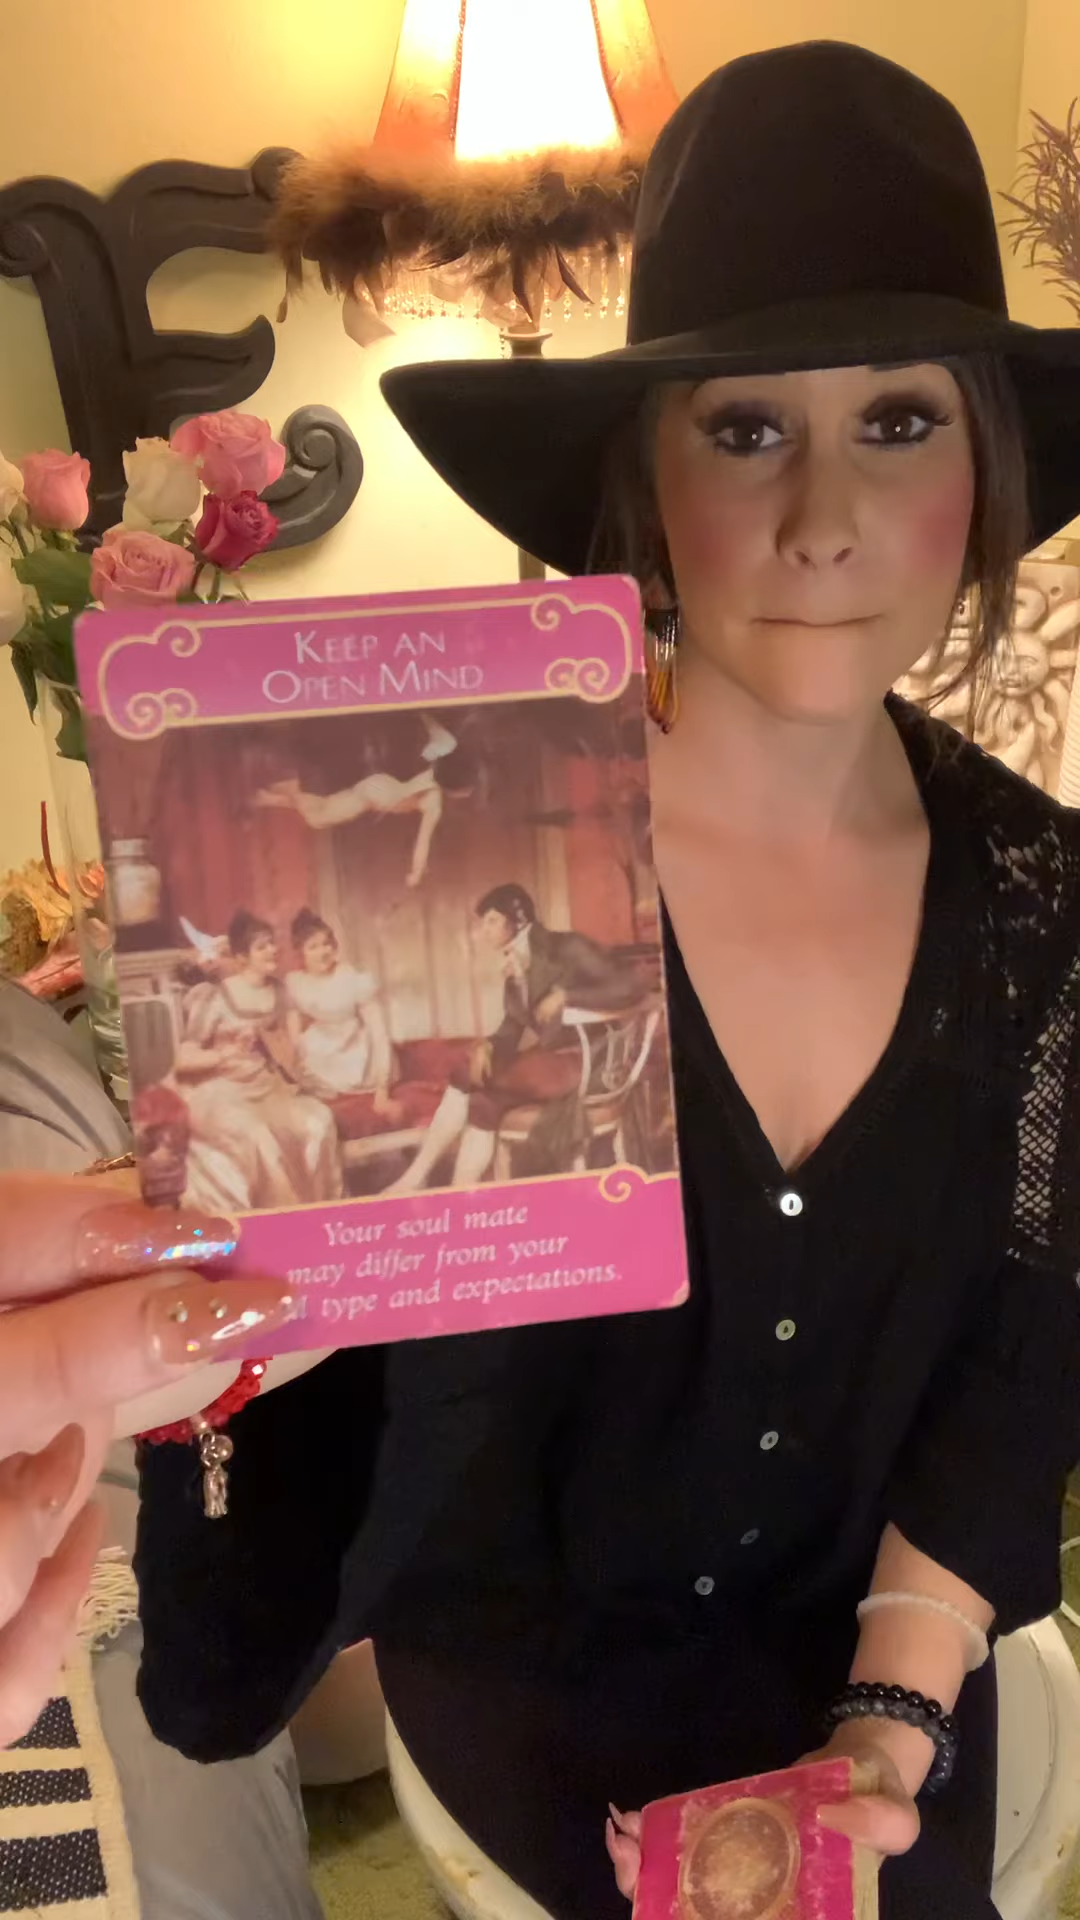 KEEP AN
OPEN MIND
Your soul mate
may differ from your
type and expectations.
E